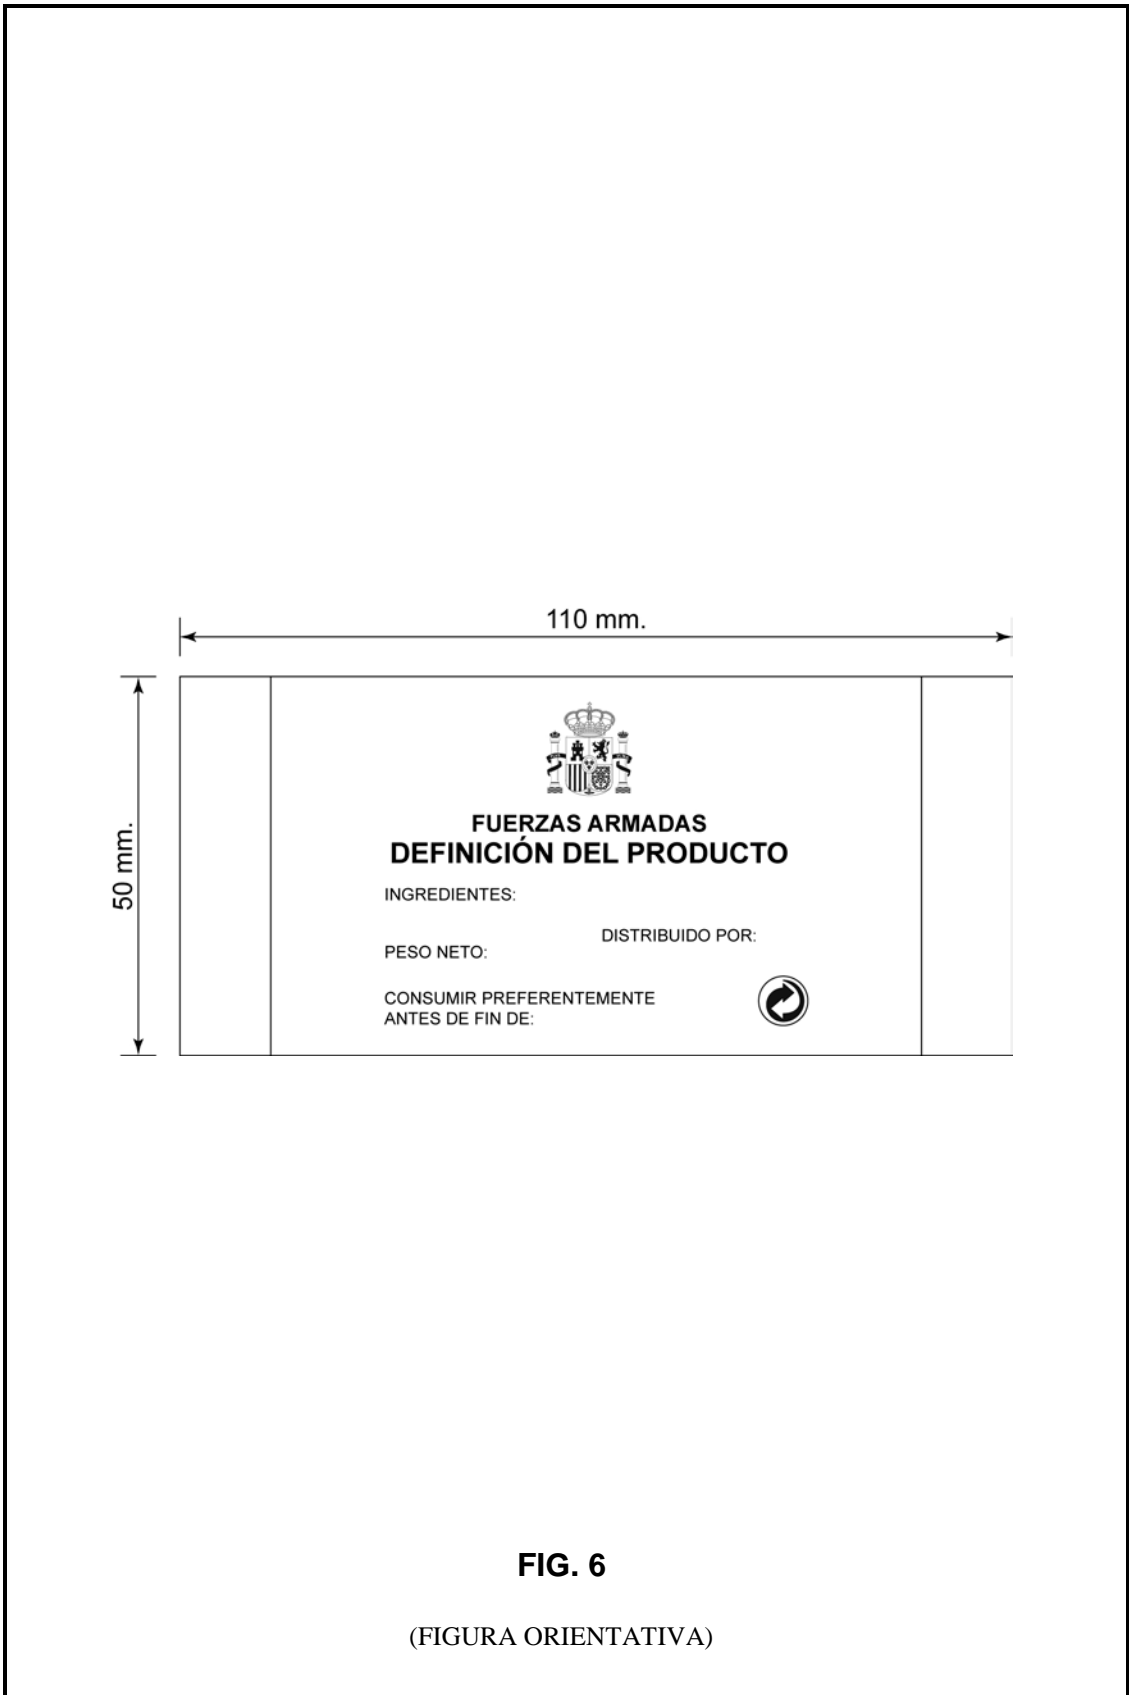 110 mm.
50 mm.
FUERZAS ARMADAS
DEFINICIÓN DEL PRODUCTO
INGREDIENTES:
DISTRIBUIDO POR:
PESO NETO:
CONSUMIR PREFERENTEMENTE
ANTES DE FIN DE:
FIG. 6
(FIGURA ORIENTATIVA)